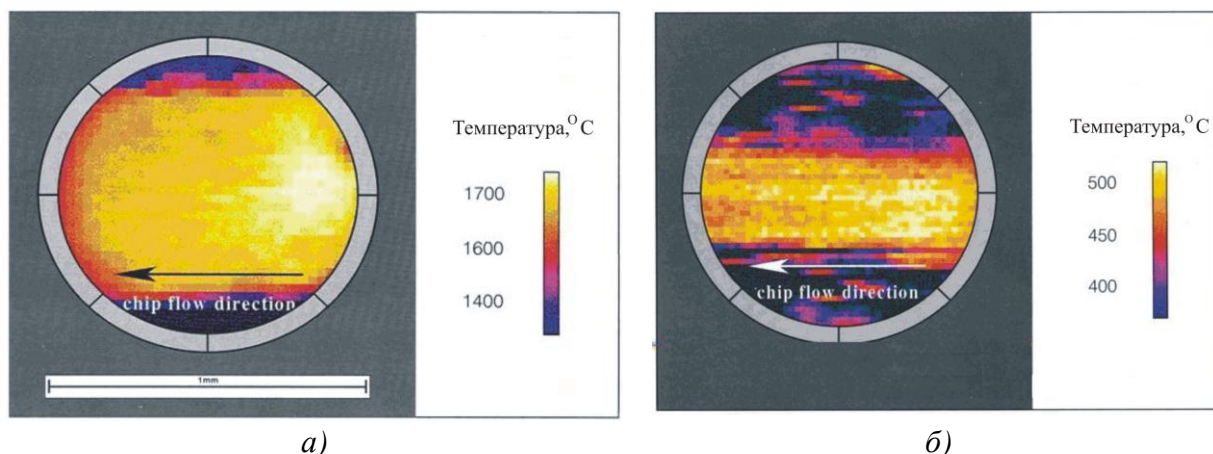 Температура,°С
1700
1600
1400
chip flow direction
1mm
а)
Температура,°С
500
450
400
chip flow direction
б)